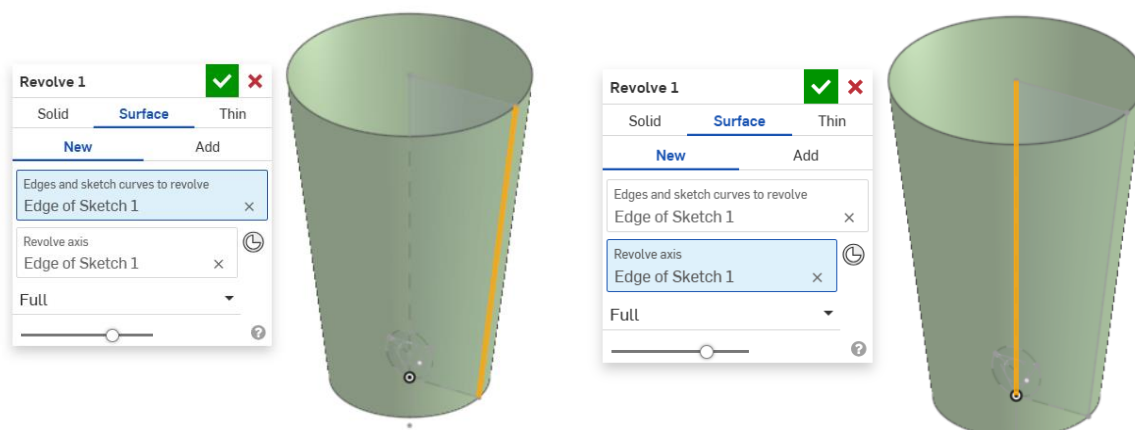 Revolve 1
Solid Surface Thin
New Add
Edges and sketch curves to revolve
Edge of Sketch 1
Revolve axis
Edge of Sketch 1
Full
?
Revolve 1
Solid Surface Thin
New Add
Edges and sketch curves to revolve
Edge of Sketch 1
Revolve axis
Edge of Sketch 1
Full
?